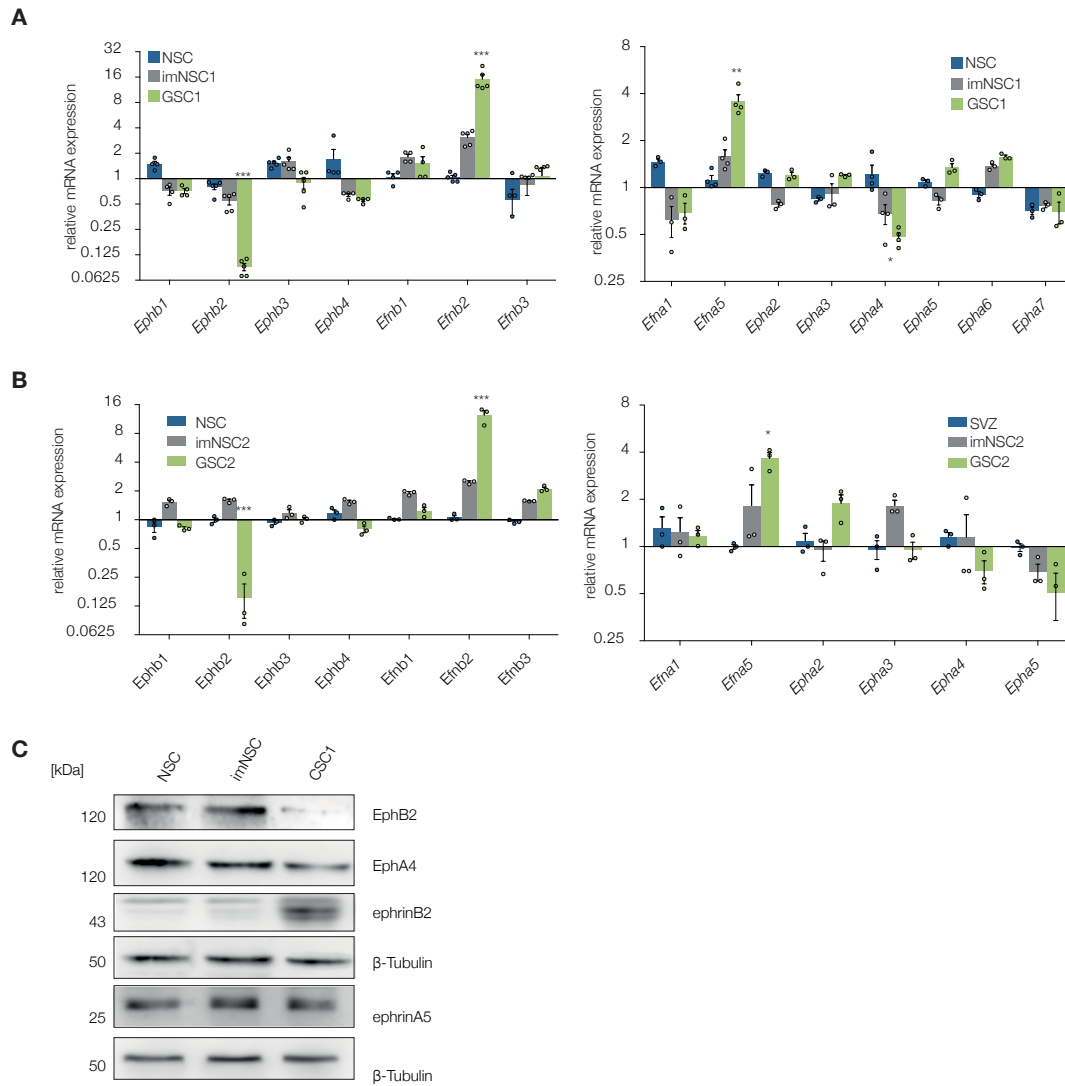 A
relative mRNA expression
32
16
8
4
2
1
0.5
0.25
0.125
0.0625
NSC
imNSC1
GSC1
***
***
Ephb1
Ephb2
Ephb3
Ephb4
Efnb1
Efnb2
Efnb3
relative mRNA expression
8
4
2
1
0.5
0.25
NSC
imNSC1
GSC1
**
*
Efna1
Efna5
Epha2
Epha3
Epha4
Epha5
Epha6
Epha7
B
relative mRNA expression
16
8
4
2
1
0.25
0.125
0.0625
NSC
imNSC2
GSC2
***
***
Ephb1
Ephb2
Ephb3
Ephb4
Efnb1
Efnb2
Efnb3
relative mRNA expression
8
4
2
1
0.5
0.25
SVZ
imNSC2
GSC2
*
Efna1
Efna5
Epha2
Epha3
Epha4
Epha5
C
[kDa]
NSC
imNSC
CSC1
120
EphB2
120
EphA4
43
ephrinB2
50
β-Tubulin
25
ephrinA5
50
β-Tubulin